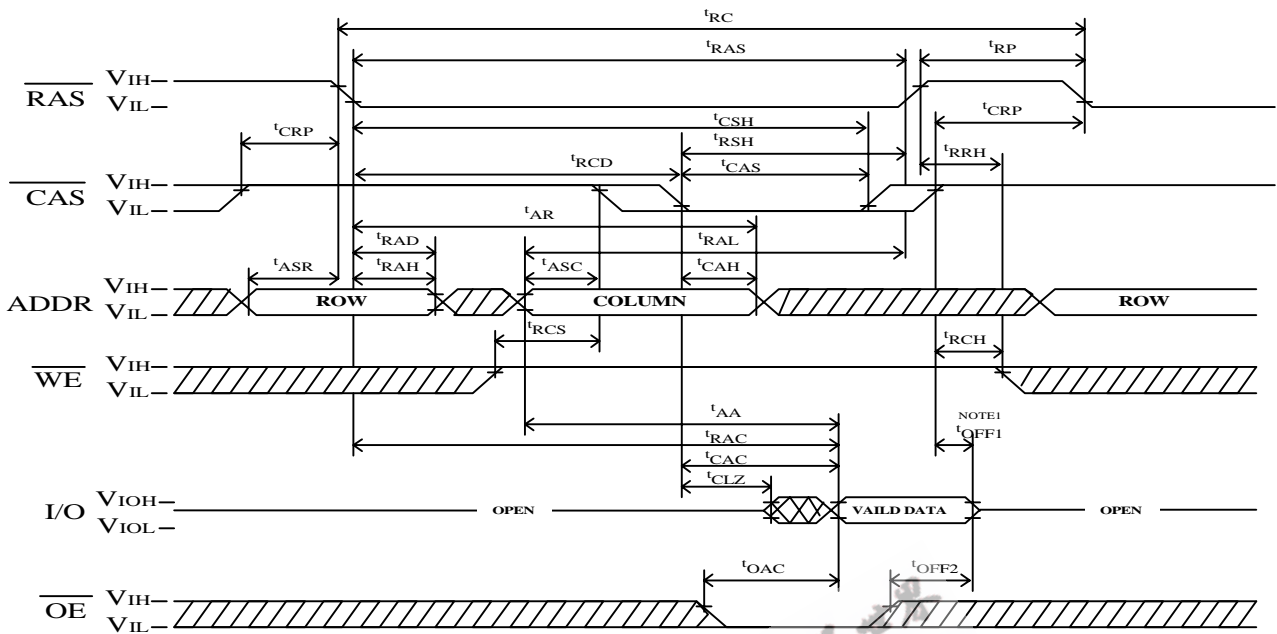 tRC
tRAS
tRP
RAS
VIH
VIL
tCRP
tCSH
tCRP
tRSH
tRCD
tCAS
tRRH
CAS
VIH
VIL
tAR
tRAD
tRAL
tASR
tRAH
tASC
tCAH
ADDR
VIH
VIL
ROW
COLUMN
ROW
tRCS
tRCH
WE
VIH
VIL
tAA
NOTE1
tRAC
tOFF1
tCAC
tCLZ
I/O
VIOH
VIOL
OPEN
VAILD DATA
OPEN
tOAC
tOFF2
OE
VIH
VIL